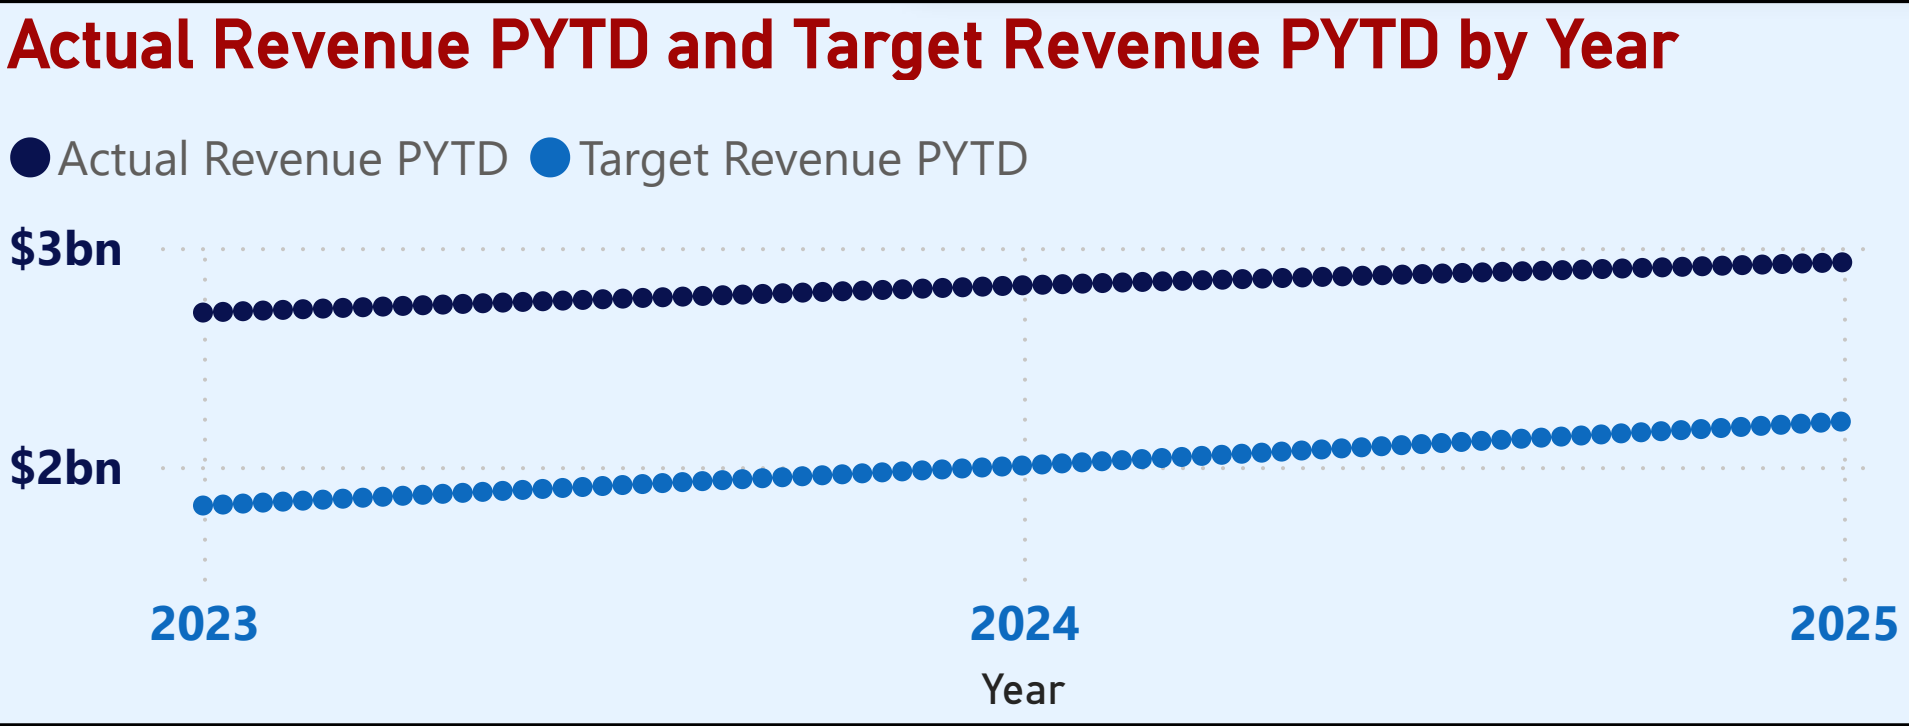 Actual Revenue PYTD and Target Revenue PYTD by Year
Actual Revenue PYTD Target Revenue PYTD
$3bn
$2bn
2023 2024 2025
Year